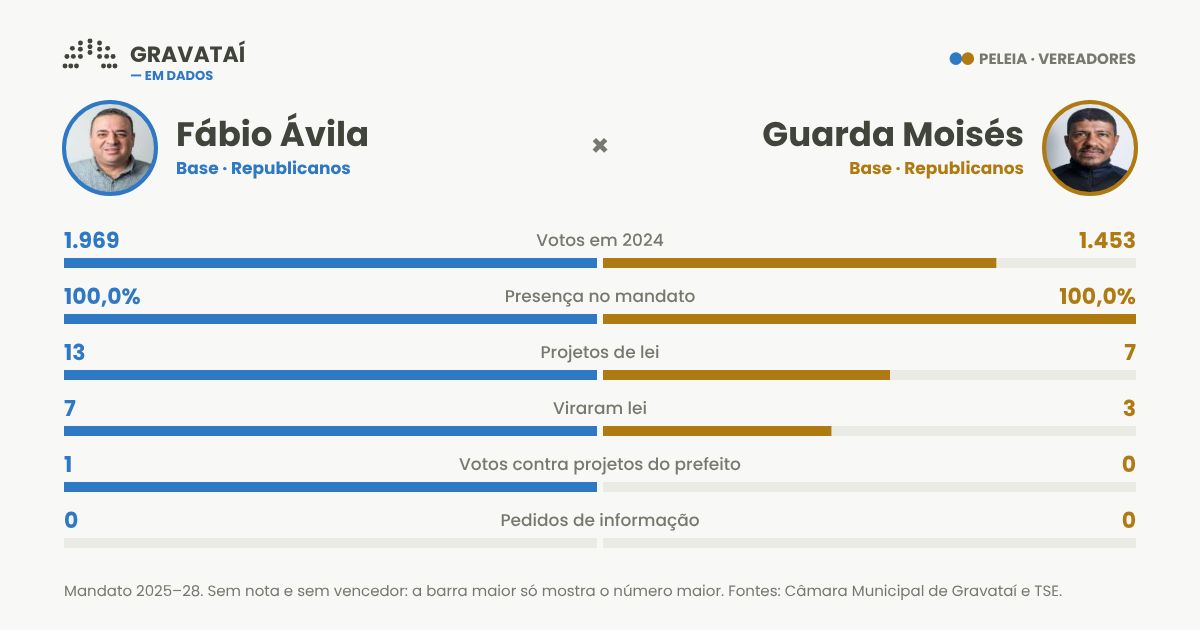 GRAVATAÍ
— EM DADOS
PELEIA · VEREADORES
Fábio Ávila
Base · Republicanos
×
Guarda Moisés
Base · Republicanos
1.969 Votos em 2024 1.453
100,0% Presença no mandato 100,0%
13 Projetos de lei 7
7 Viraram lei 3
1 Votos contra projetos do prefeito 0
0 Pedidos de informação 0
Mandato 2025–28. Sem nota e sem vencedor: a barra maior só mostra o número maior. Fontes: Câmara Municipal de Gravataí e TSE.